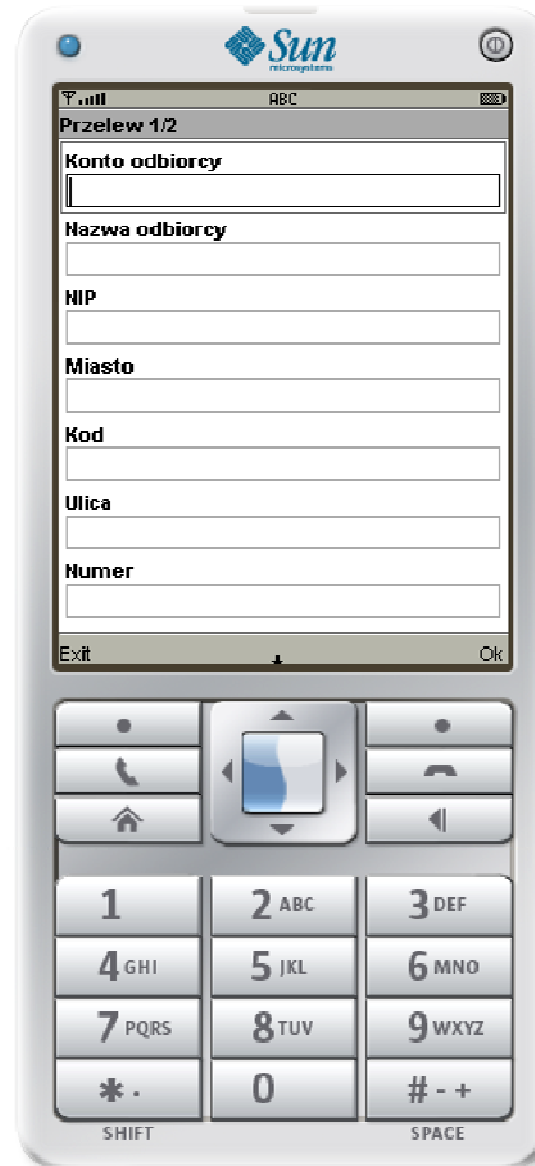 Sun
microsystems
ABC
Przelew 1/2
Konto odbiorcy
Nazwa odbiorcy
NIP
Miasto
Kod
Ulica
Numer
Exit
Ok
1
2 ABC
3 DEF
4 GHI
5 JKL
6 MNO
7 PQRS
8 TUV
9 WXYZ
* .
0
# - +
SHIFT
SPACE